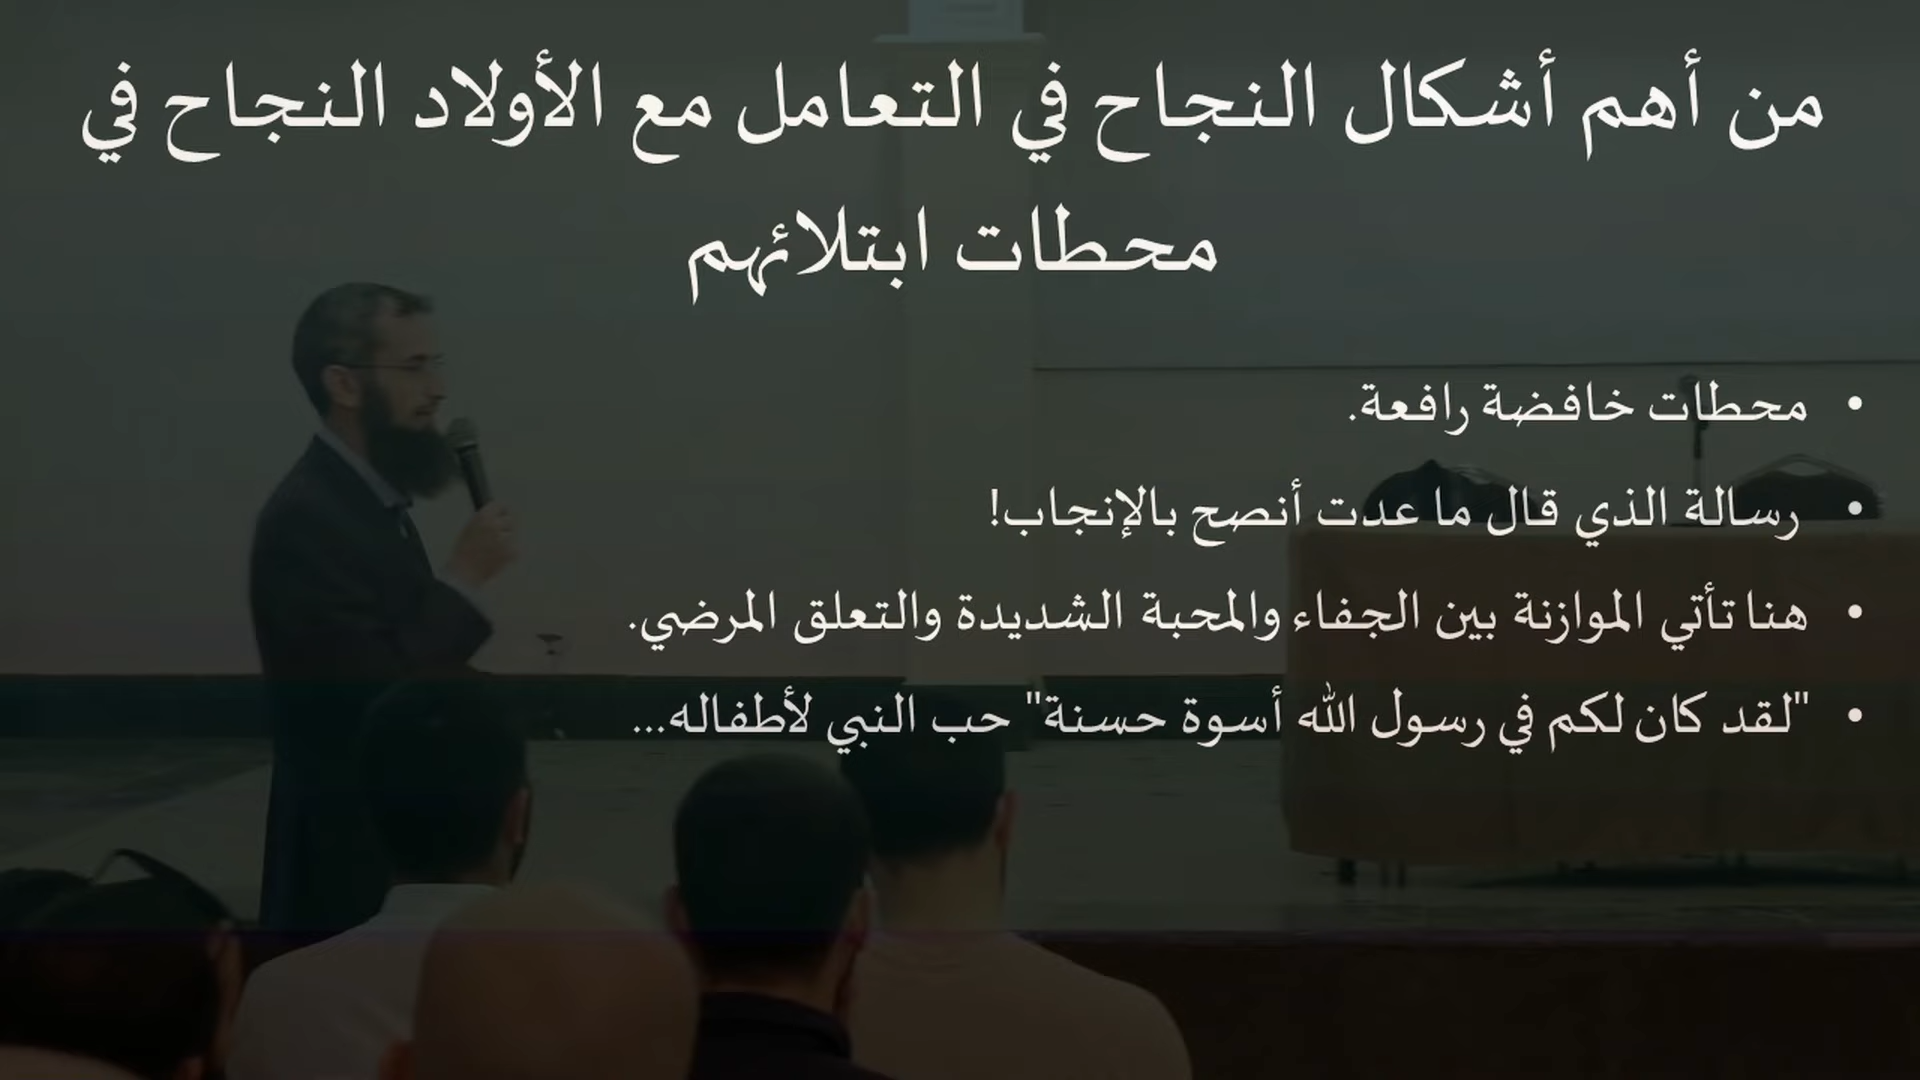 من أهم أشكال النجاح في التعامل مع الأولاد النجاح في
محطات ابتلائهم
• محطات خافضة رافعة.
• رسالة الذي قال ما عدت أنصح بالإنجاب!
• هنا تأتي الموازنة بين الجفاء والمحبة الشديدة والتعلق المرضي.
• "لقد كان لكم في رسول الله أسوة حسنة" حب النبي لأطفاله...